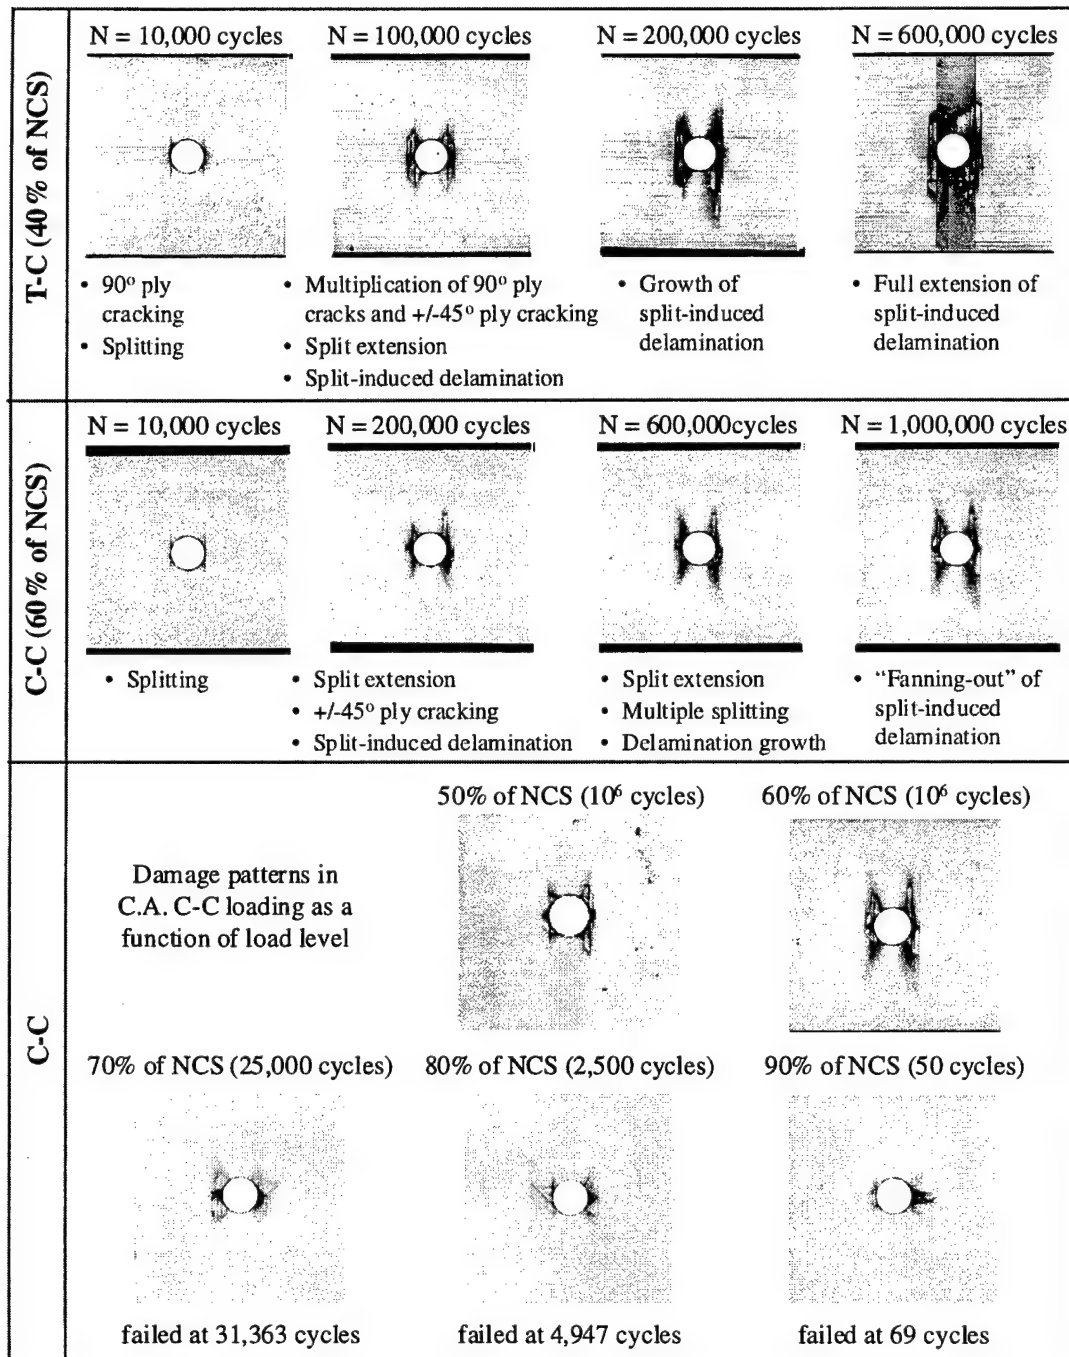 T-C (40% of NCS)
N = 10,000 cycles
N = 100,000 cycles
N = 200,000 cycles
N = 600,000 cycles
• 90º ply
cracking
• Splitting
• Multiplication of 90º ply
cracks and +/-45º ply cracking
• Split extension
• Split-induced delamination
• Growth of
split-induced
delamination
• Full extension of
split-induced
delamination
C-C (60% of NCS)
N = 10,000 cycles
N = 200,000 cycles
N = 600,000cycles
N = 1,000,000 cycles
• Splitting
• Split extension
• +/-45º ply cracking
• Split-induced delamination
• Split extension
• Multiple splitting
• Delamination growth
• “Fanning-out” of
split-induced
delamination
C-C
Damage patterns in
C.A. C-C loading as a
function of load level
50% of NCS (10⁶ cycles)
60% of NCS (10⁶ cycles)
70% of NCS (25,000 cycles)
80% of NCS (2,500 cycles)
90% of NCS (50 cycles)
failed at 31,363 cycles
failed at 4,947 cycles
failed at 69 cycles